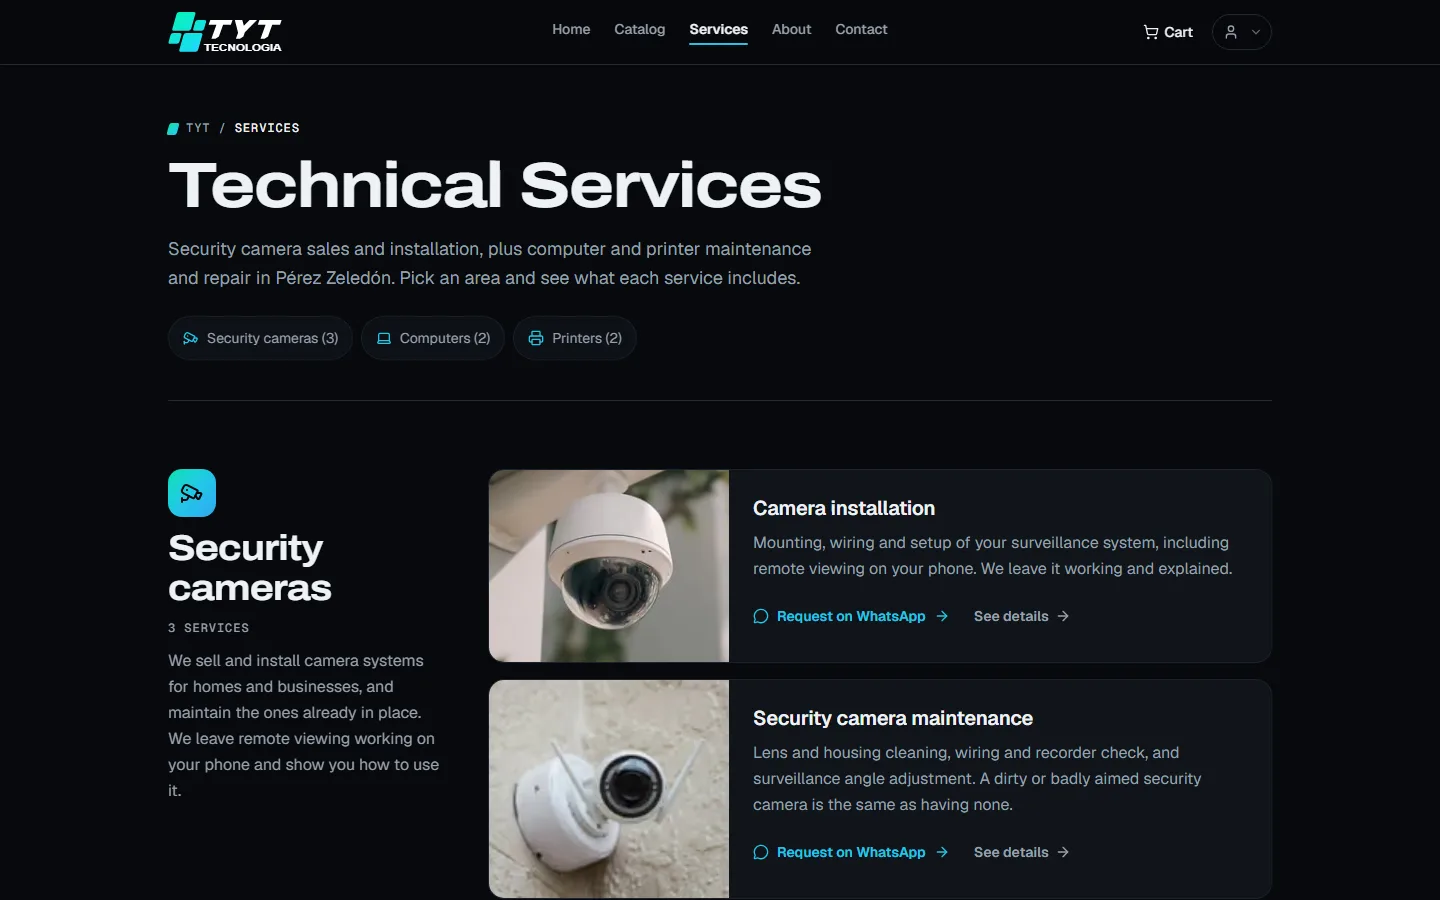 TYT
TECNOLOGIA
Home
Catalog
Services
About
Contact
Cart
TYT / SERVICES
Technical Services
Security camera sales and installation, plus computer and printer maintenance
and repair in Pérez Zeledón. Pick an area and see what each service includes.
Security cameras (3)
Computers (2)
Printers (2)
Security
cameras
3 SERVICES
We sell and install camera systems
for homes and businesses, and
maintain the ones already in place.
We leave remote viewing working on
your phone and show you how to use
it.
Camera installation
Mounting, wiring and setup of your surveillance system, including
remote viewing on your phone. We leave it working and explained.
Request on WhatsApp
See details
Security camera maintenance
Lens and housing cleaning, wiring and recorder check, and
surveillance angle adjustment. A dirty or badly aimed security
camera is the same as having none.
Request on WhatsApp
See details